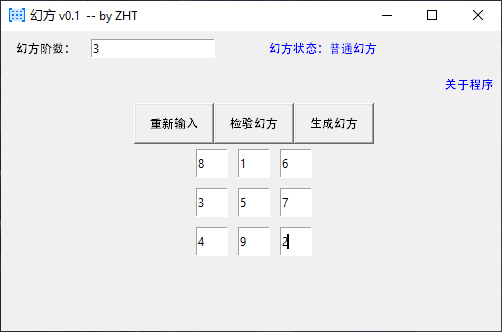 幻方 v0.1 -- by ZHT
幻方阶数： 3 幻方状态：普通幻方
关于程序
重新输入 检验幻方 生成幻方
8 1 6
3 5 7
4 9 2